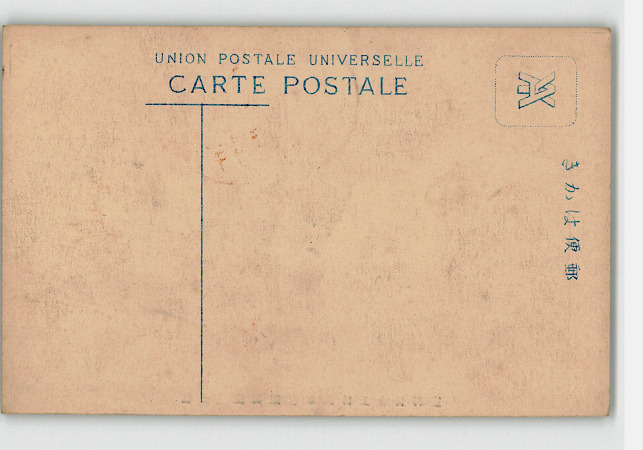 UNION POSTALE UNIVERSELLE
CARTE POSTALE
きかは便郵